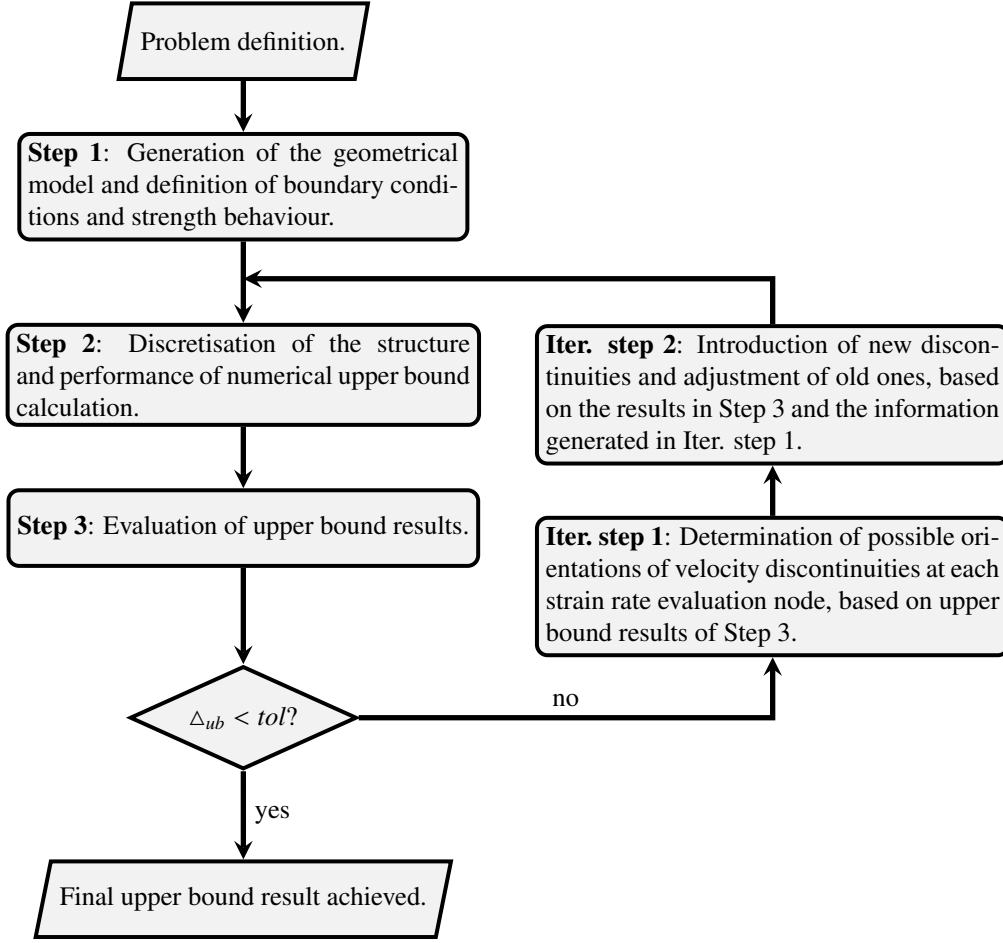 Problem definition.
Step 1: Generation of the geometrical
model and definition of boundary condi-
tions and strength behaviour.
Step 2: Discretisation of the structure
and performance of numerical upper bound
calculation.
Step 3: Evaluation of upper bound results.
△ub < tol?
yes
Final upper bound result achieved.
no
Iter. step 1: Determination of possible ori-
entations of velocity discontinuities at each
strain rate evaluation node, based on upper
bound results of Step 3.
Iter. step 2: Introduction of new discon-
tinuities and adjustment of old ones, based
on the results in Step 3 and the information
generated in Iter. step 1.